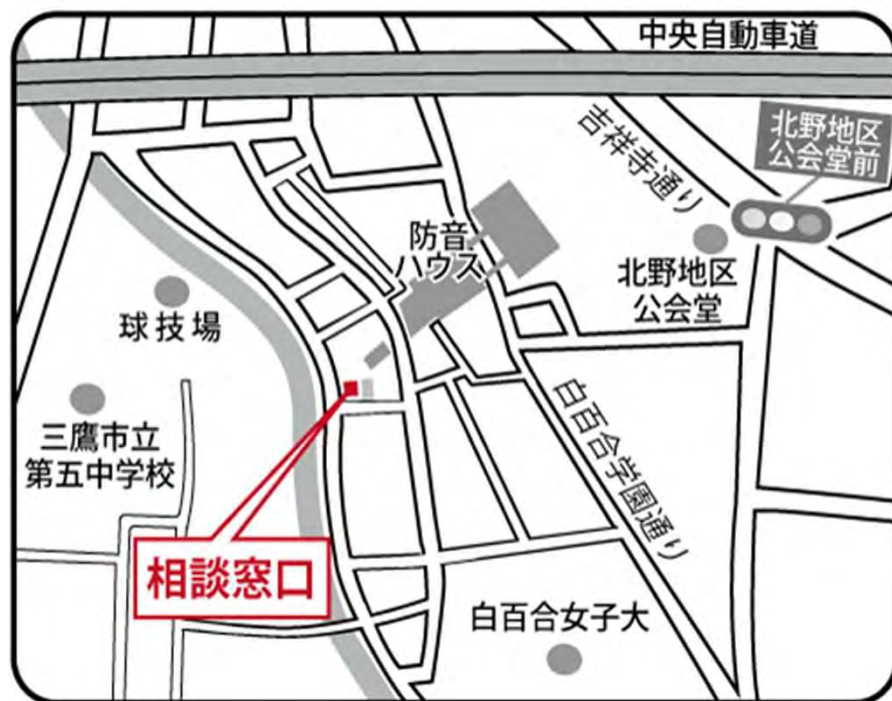 中央自動車道
吉祥寺通り
北野地区
公会堂前
防音
ハウス
北野地区
公会堂
球技場
三鷹市立
第五中学校
白百合学園通り
相談窓口
白百合女子大